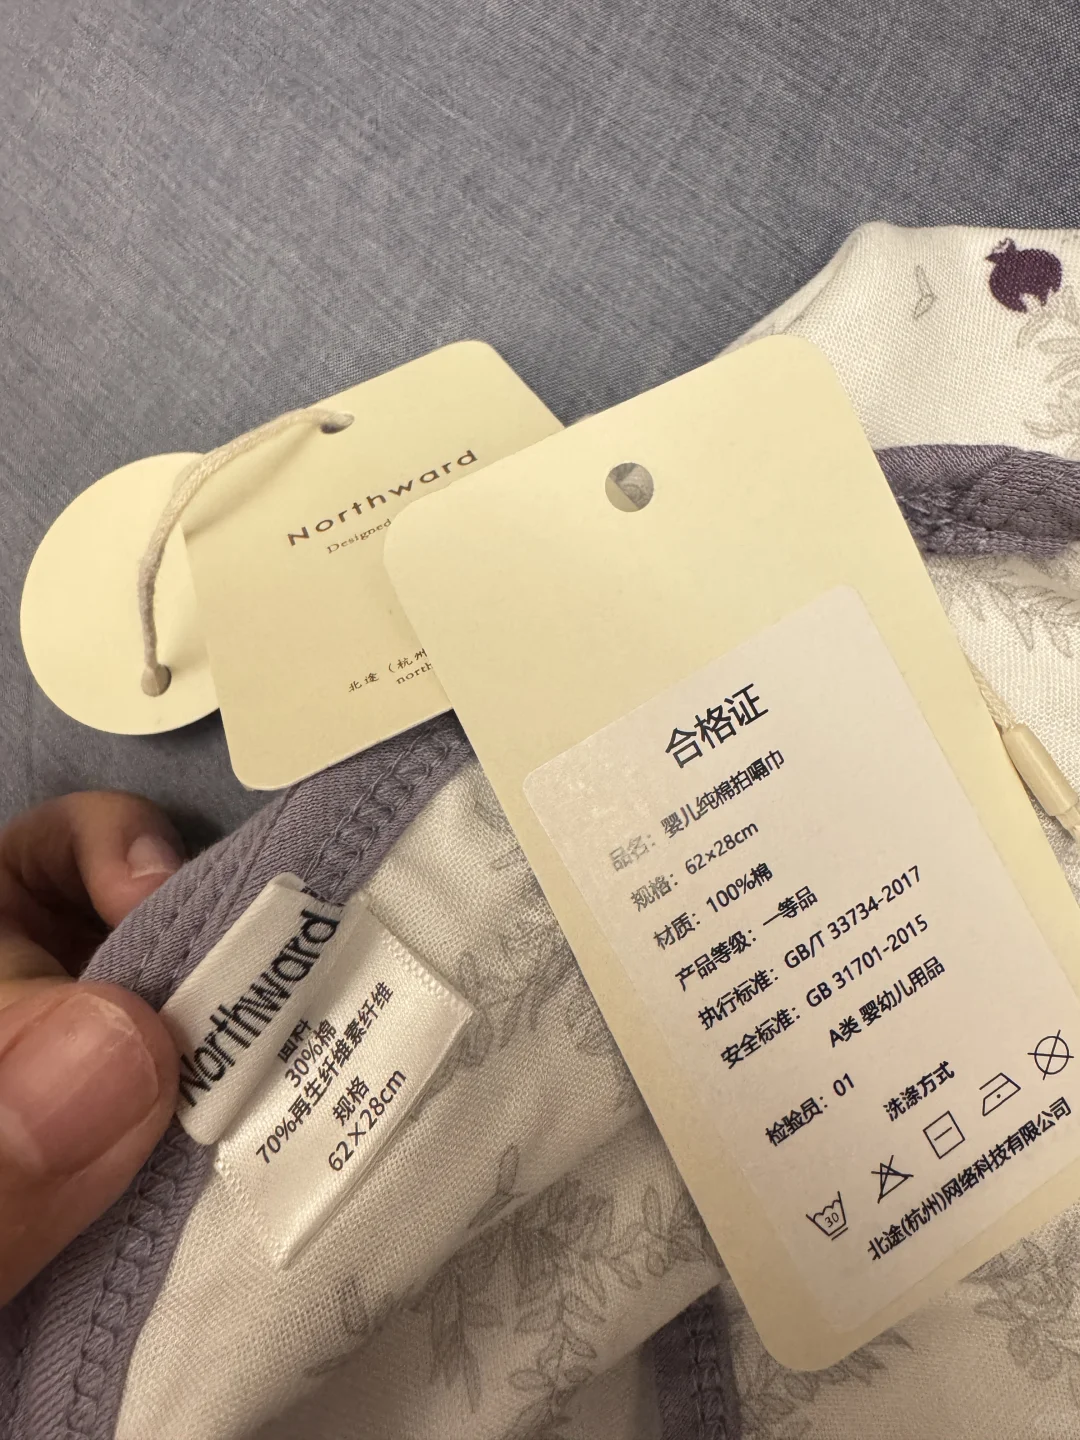 Northward
Designed
北途（杭州
north
合格证
品名：婴儿纯棉拍嗝巾
规格：62×28cm
材质：100%棉
产品等级：一等品
执行标准：GB/T 33734-2017
安全标准：GB 31701-2015
A类 婴幼儿用品
检验员：01
洗涤方式
30
北途(杭州)网络科技有限公司
Northward
30%棉
70%再生纤维素纤维
规格
62×28cm